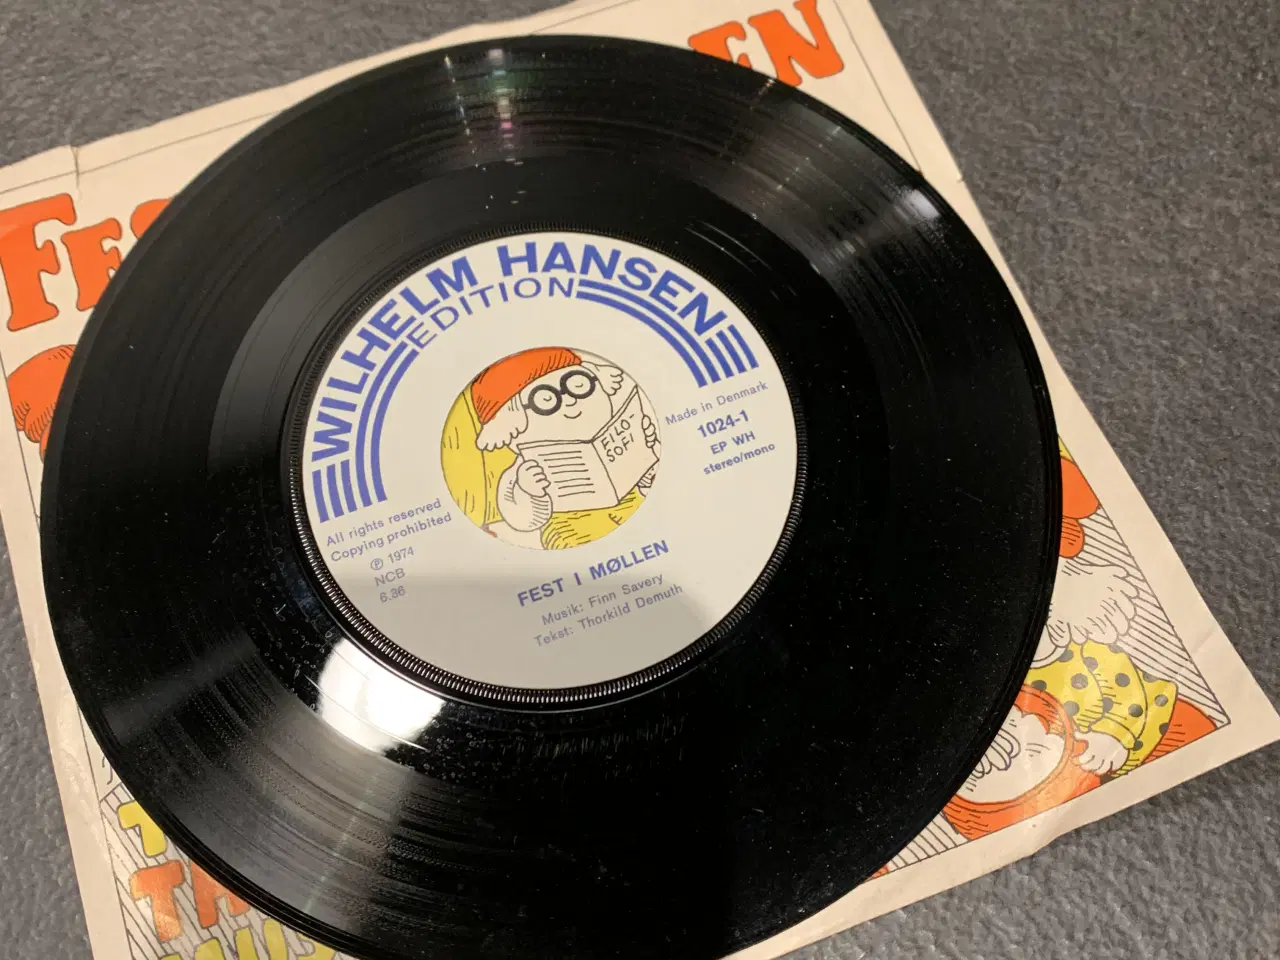 WILHELM HANSEN
EDITION
FILO-
SOFI
Made in Denmark
1024-1
EP WH
stereo/mono
All rights reserved
Copying prohibited
℗ 1974
NCB
6.86
FEST I MØLLEN
Musik: Finn Savery
Tekst: Thorkild Demuth